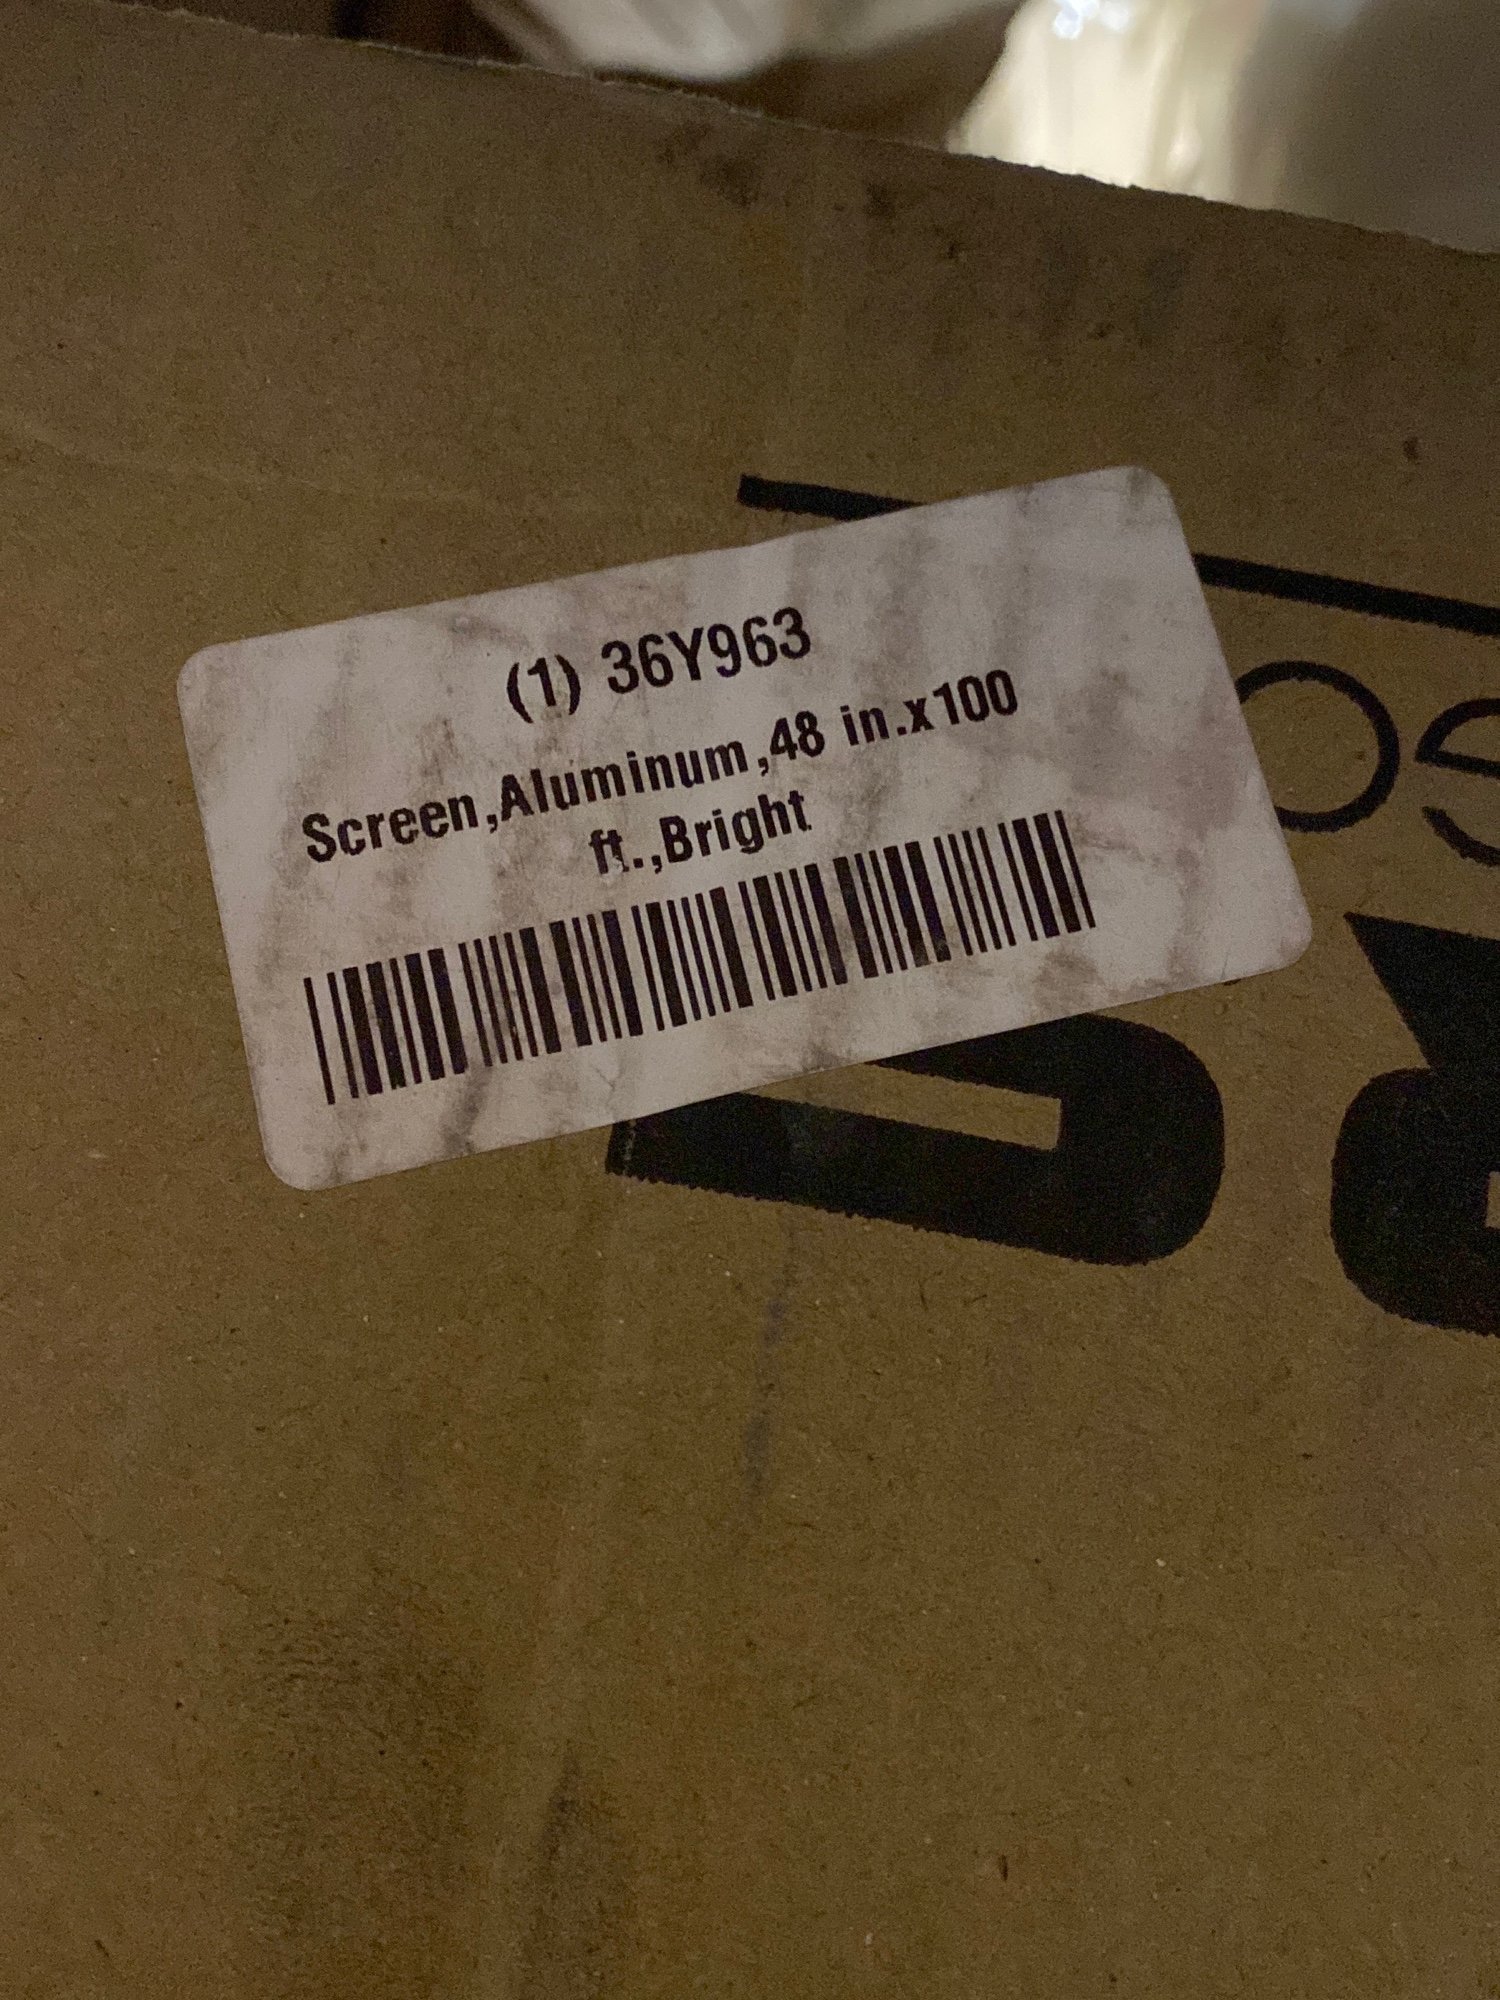 (1) 36Y963
Screen,Aluminum,48 in.x100
ft.,Bright